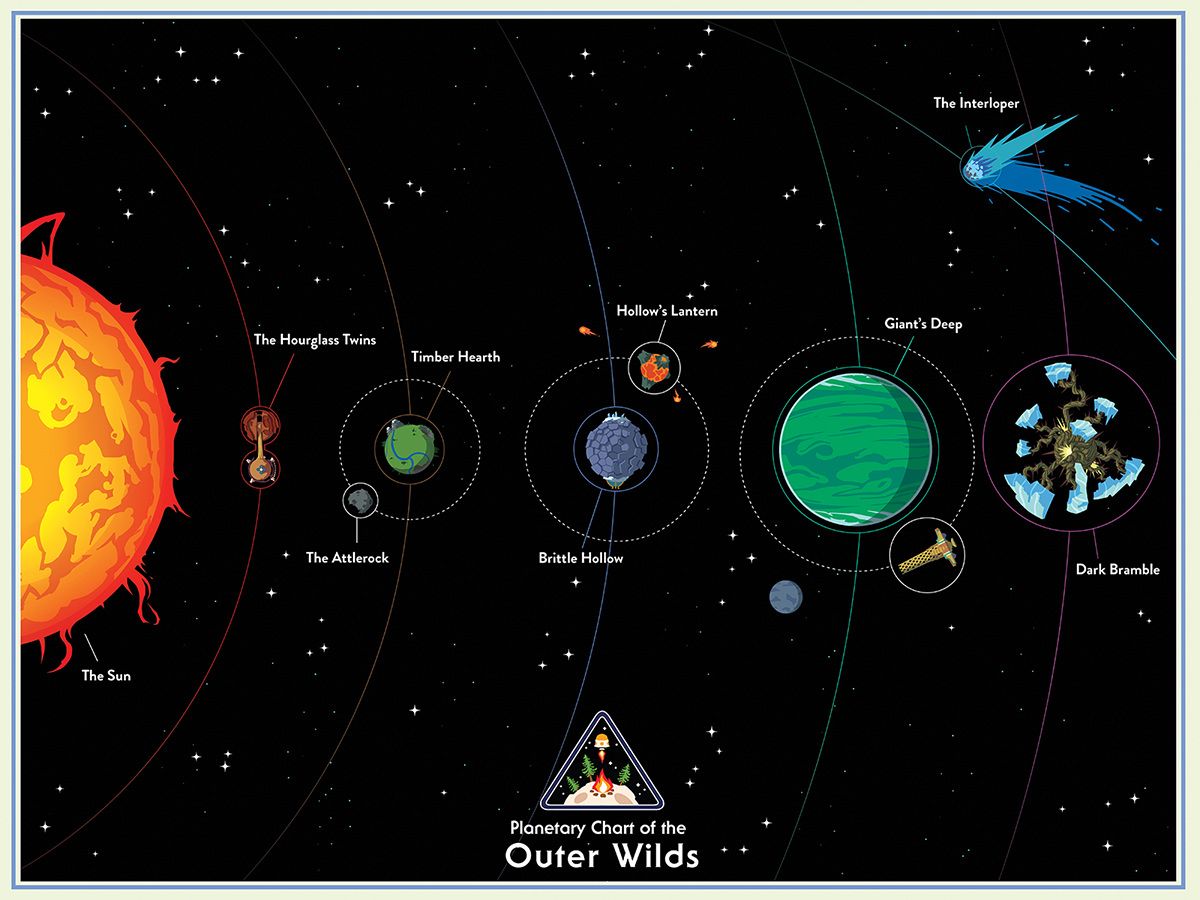 The Interloper
Hollow's Lantern
Giant's Deep
The Hourglass Twins
Timber Hearth
The Attlerock
Brittle Hollow
Dark Bramble
The Sun
Planetary Chart of the
Outer Wilds